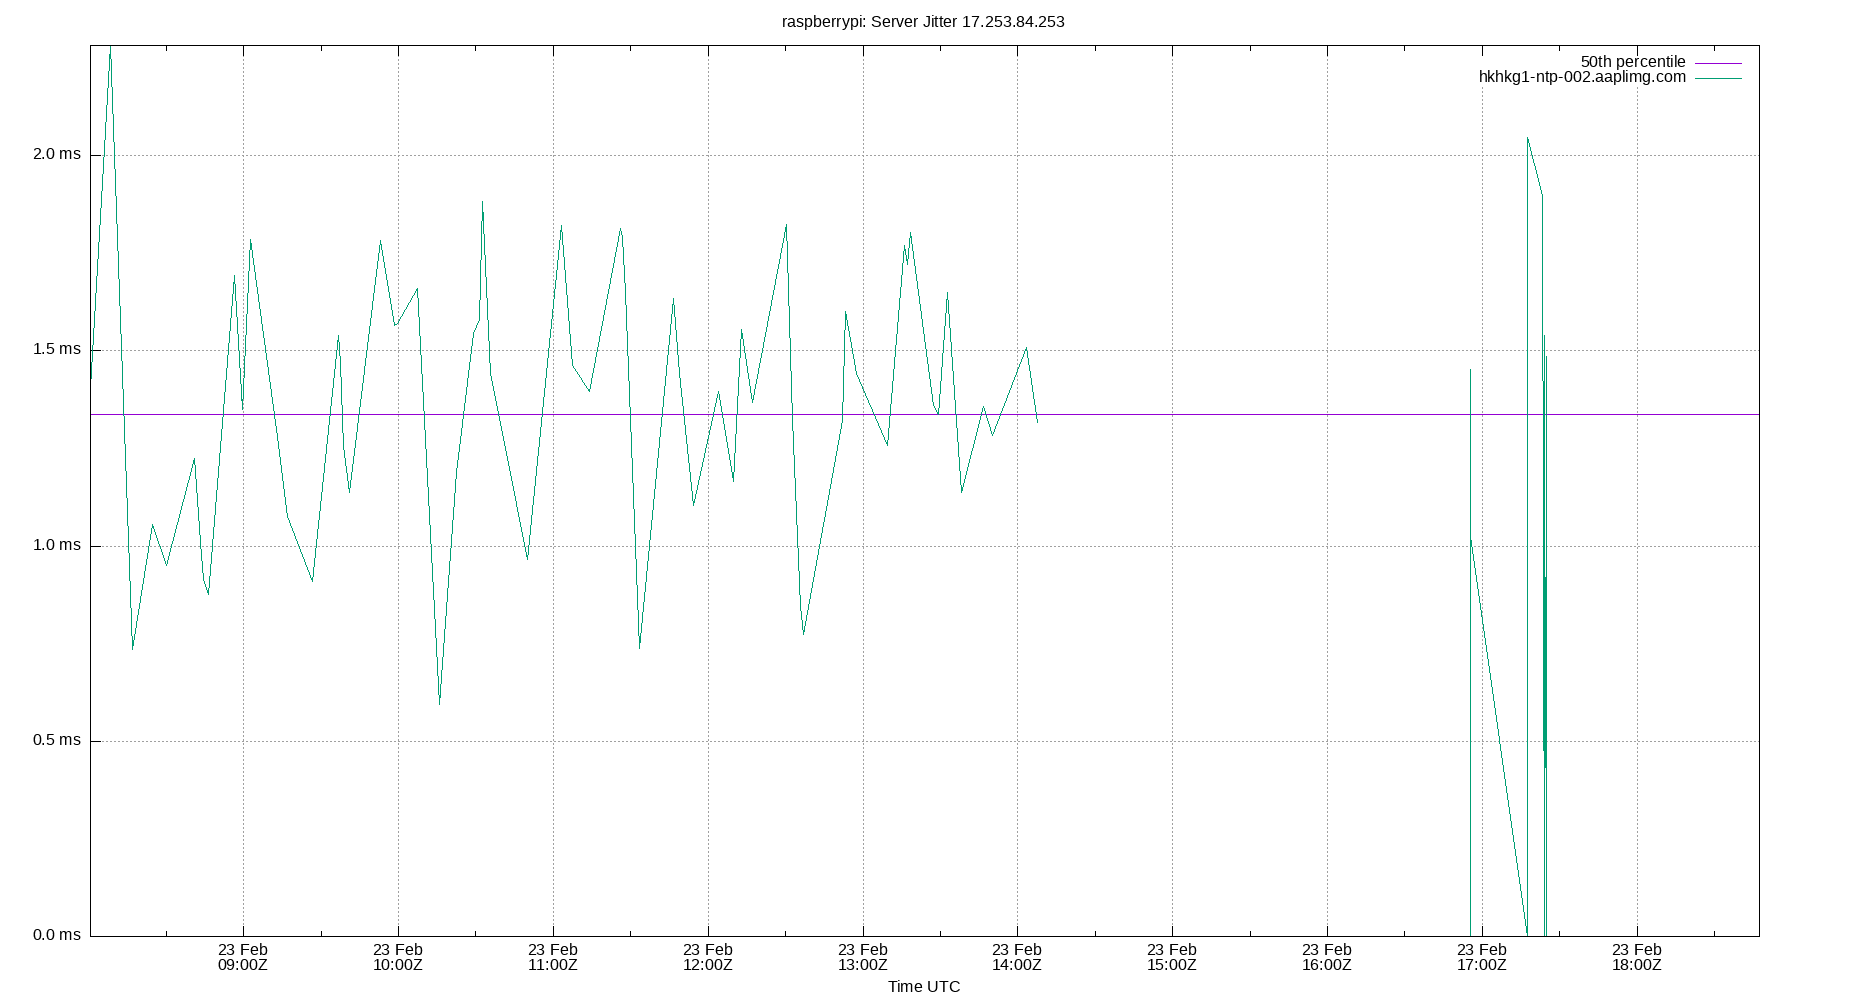 raspberrypi: Server Jitter 17.253.84.253
50th percentile
hkhkg1-ntp-002.aaplimg.com
2.0 ms
1.5 ms
1.0 ms
0.5 ms
0.0 ms
23 Feb 23 Feb 23 Feb 23 Feb 23 Feb 23 Feb 23 Feb 23 Feb 23 Feb 23 Feb
09:00Z 10:00Z 11:00Z 12:00Z 13:00Z 14:00Z 15:00Z 16:00Z 17:00Z 18:00Z
Time UTC